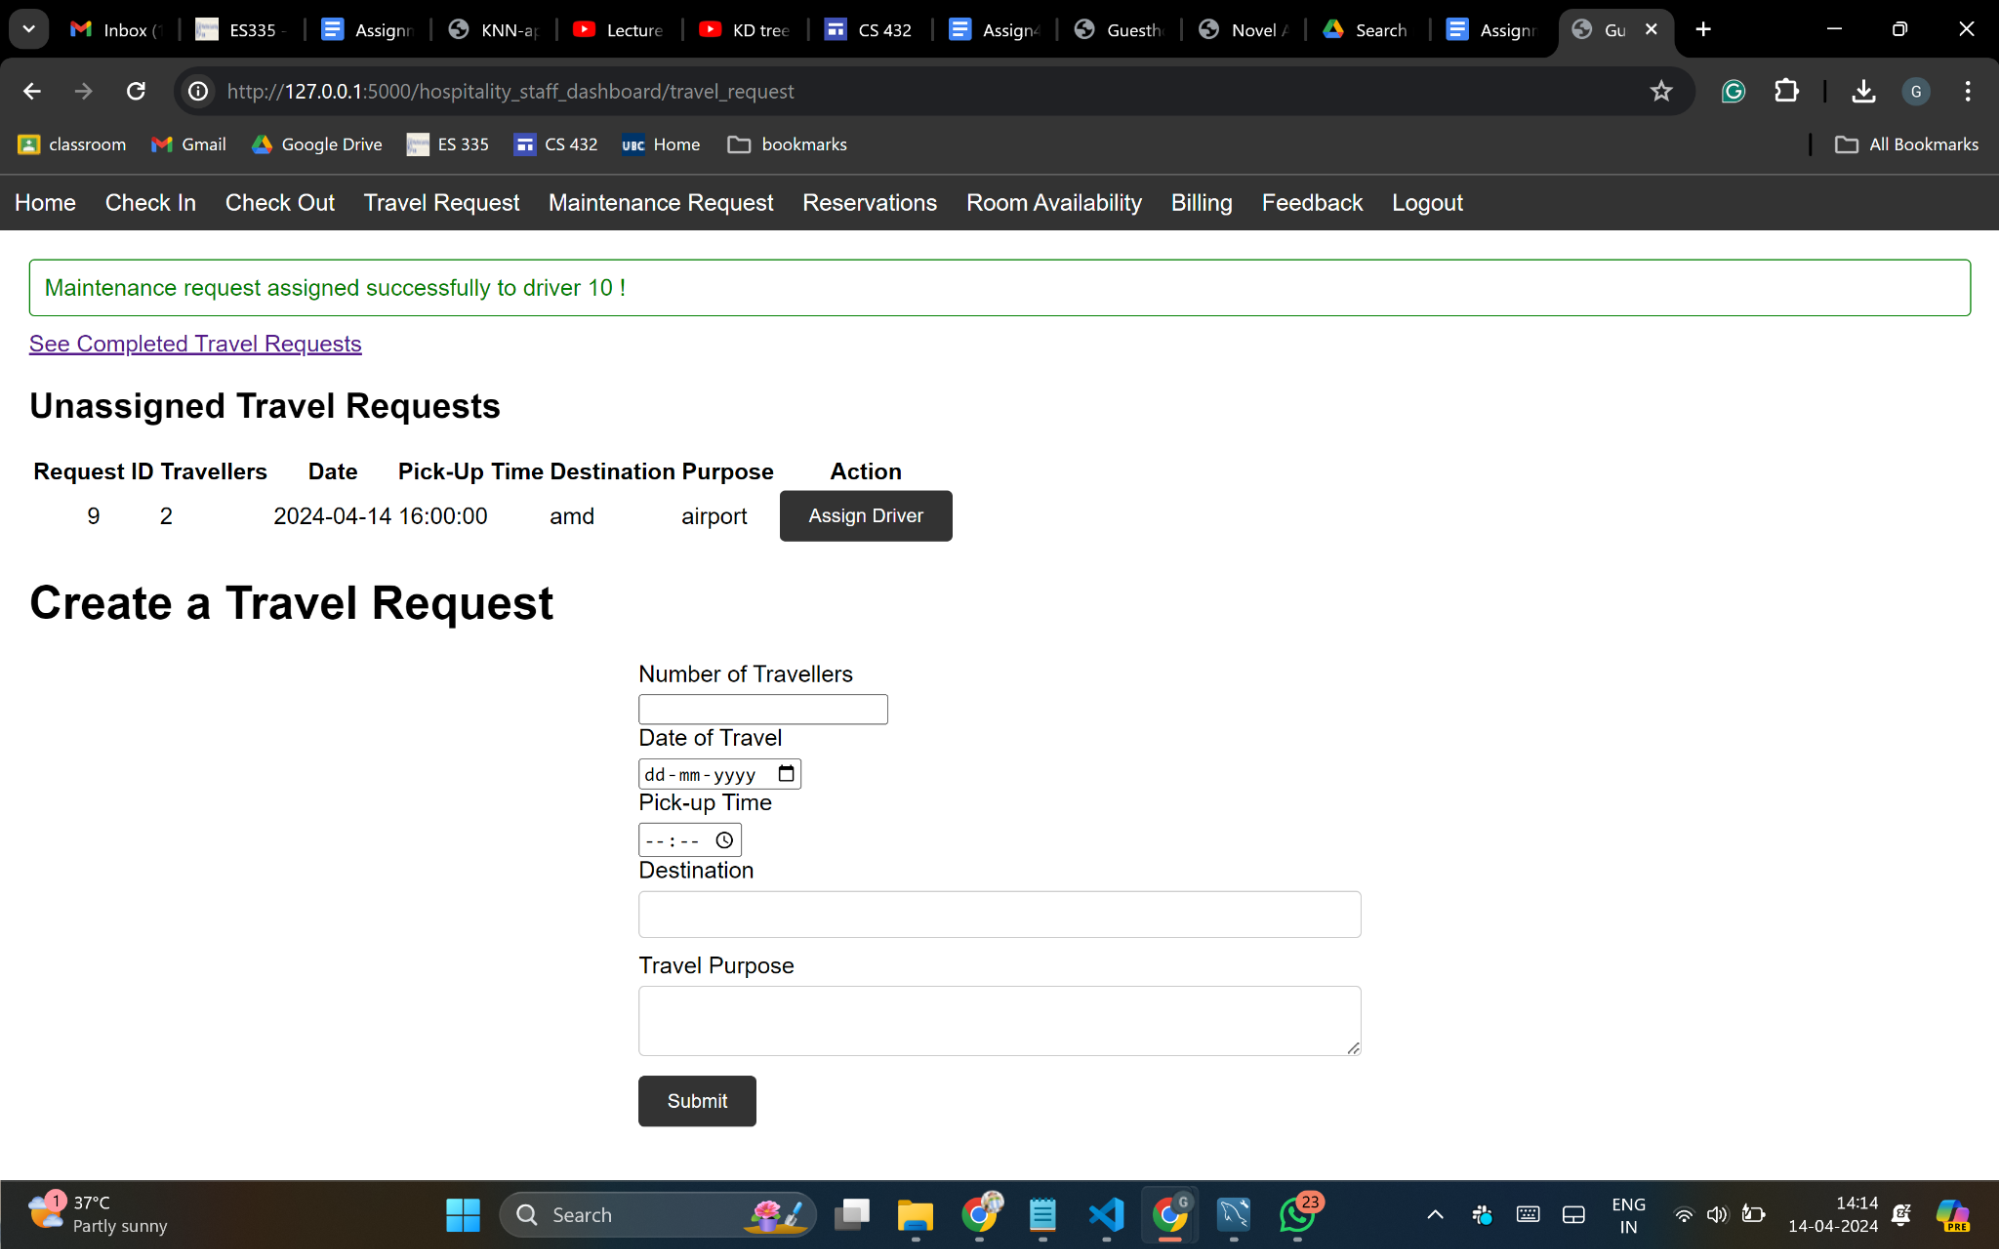 Inbox (
ES335 -
Assignm
KNN-ap
Lecture
KD tree
CS 432
Assign4
Guesth
Novel A
Search
Assignm
Gu
http://127.0.0.1:5000/hospitality_staff_dashboard/travel_request
G
classroom
Gmail
Google Drive
ES 335
CS 432
UBC Home
bookmarks
All Bookmarks
Home Check In Check Out Travel Request Maintenance Request Reservations Room Availability Billing Feedback Logout
Maintenance request assigned successfully to driver 10 !
See Completed Travel Requests
Unassigned Travel Requests
Request ID Travellers Date Pick-Up Time Destination Purpose Action
9 2 2024-04-14 16:00:00 amd airport Assign Driver
Create a Travel Request
Number of Travellers
Date of Travel
dd-mm-yyyy
Pick-up Time
--:--
Destination
Travel Purpose
Submit
1
37°C
Partly sunny
Search
G
23
ENG
IN
14:14
14-04-2024
PRE